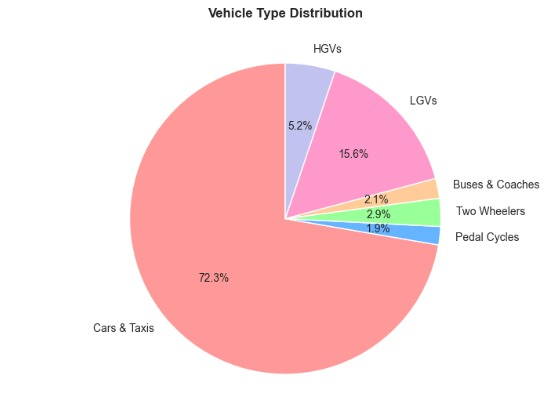 Vehicle Type Distribution
HGVs
5.2%
LGVs
15.6%
Buses & Coaches
2.1%
Two Wheelers
2.9%
Pedal Cycles
1.9%
72.3%
Cars & Taxis